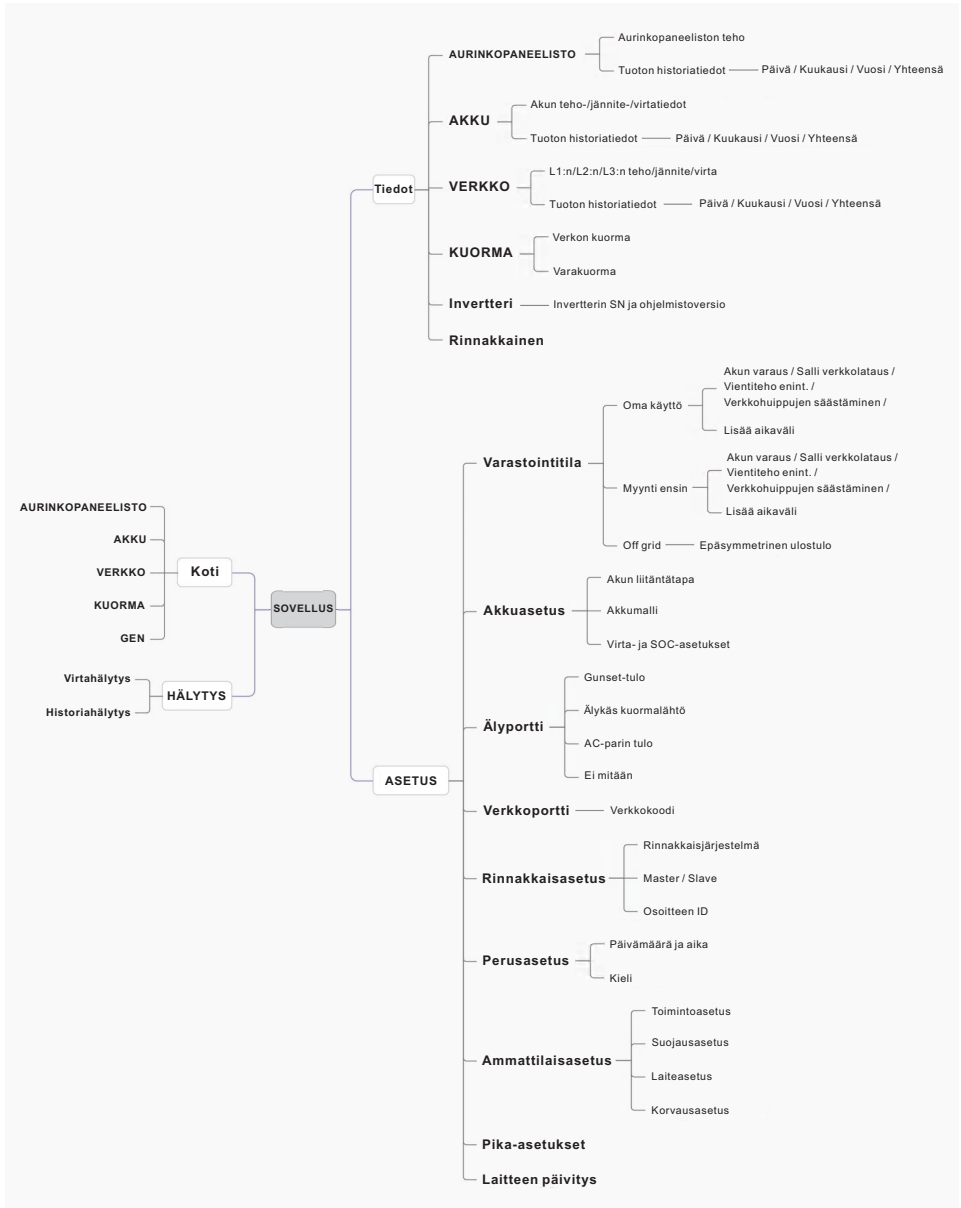 AURINKOPANEELISTO
Aurinkopaneeliston teho
Tuoton historiatiedot
Päivä / Kuukausi / Vuosi / Yhteensä
AKKU
Akun teho-/jännite-/virtatiedot
Tuoton historiatiedot
Päivä / Kuukausi / Vuosi / Yhteensä
Tiedot
VERKKO
L1:n/L2:n/L3:n teho/jännite/virta
Tuoton historiatiedot
Päivä / Kuukausi / Vuosi / Yhteensä
KUORMA
Verkon kuorma
Varakuorma
Invertteri
Invertterin SN ja ohjelmistoversio
Rinnakkainen
AURINKOPANEELISTO
AKKU
VERKKO
KUORMA
GEN
Koti
Virtahälytys
Historiahälytys
HÄLYTYS
SOVELLUS
ASETUS
Varastointitila
Oma käyttö
Akun varaus / Salli verkkolataus /
Vientiteho enint. /
Verkkohuippujen säästäminen /
Lisää aikaväli
Myynti ensin
Akun varaus / Salli verkkolataus /
Vientiteho enint. /
Verkkohuippujen säästäminen /
Lisää aikaväli
Off grid
Epäsymmetrinen ulostulo
Akkuasetus
Akun liitäntätapa
Akkumalli
Virta- ja SOC-asetukset
Älyportti
Gunset-tulo
Älykäs kuormalähtö
AC-parin tulo
Ei mitään
Verkkoportti
Verkkokoodi
Rinnakkaisasetus
Rinnakkaisjärjestelmä
Master / Slave
Osoitteen ID
Perusasetus
Päivämäärä ja aika
Kieli
Ammattilaisasetus
Toimintoasetus
Suojausasetus
Laiteasetus
Korvausasetus
Pika-asetukset
Laitteen päivitys